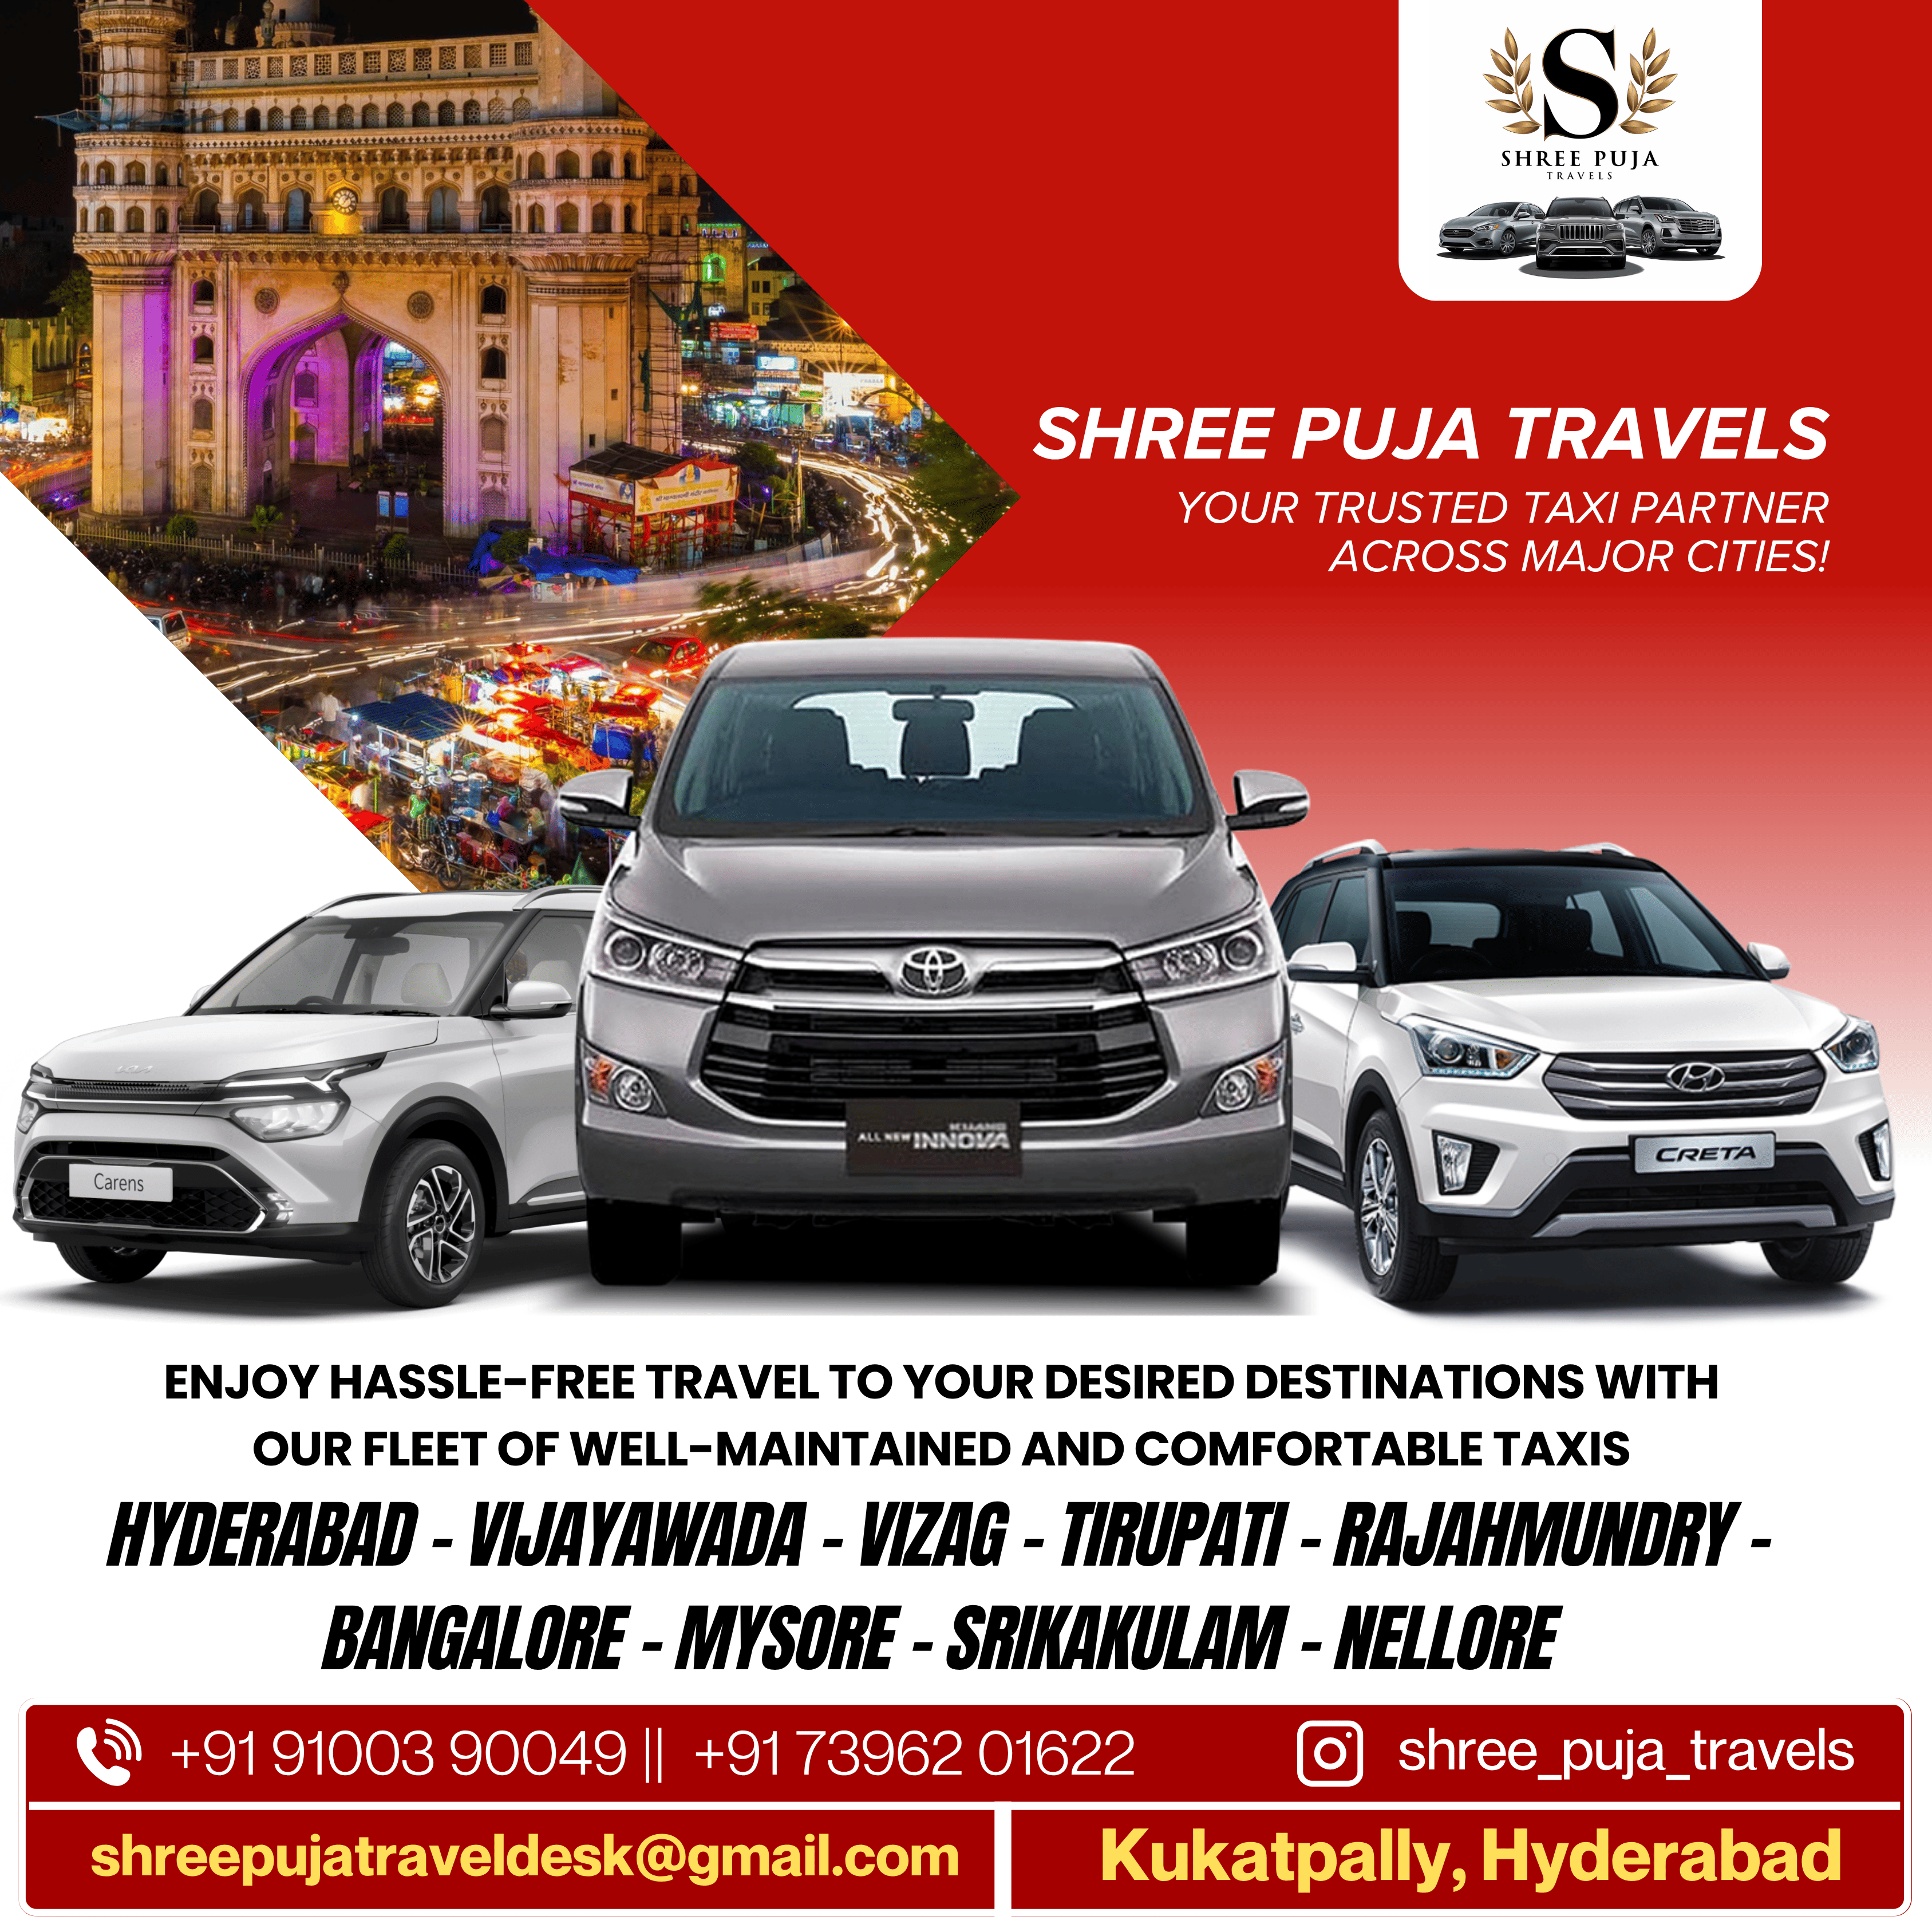 S
SHREE PUJA
TRAVELS
SHREE PUJA TRAVELS
YOUR TRUSTED TAXI PARTNER
ACROSS MAJOR CITIES!
KIA
Carens
KIJANG
ALL NEW INNOVA
CRETA
ENJOY HASSLE-FREE TRAVEL TO YOUR DESIRED DESTINATIONS WITH
OUR FLEET OF WELL-MAINTAINED AND COMFORTABLE TAXIS
HYDERABAD - VIJAYAWADA - VIZAG - TIRUPATI - RAJAHMUNDRY -
BANGALORE - MYSORE - SRIKAKULAM - NELLORE
+91 91003 90049 || +91 73962 01622
shree_puja_travels
shreepujatraveldesk@gmail.com
Kukatpally, Hyderabad